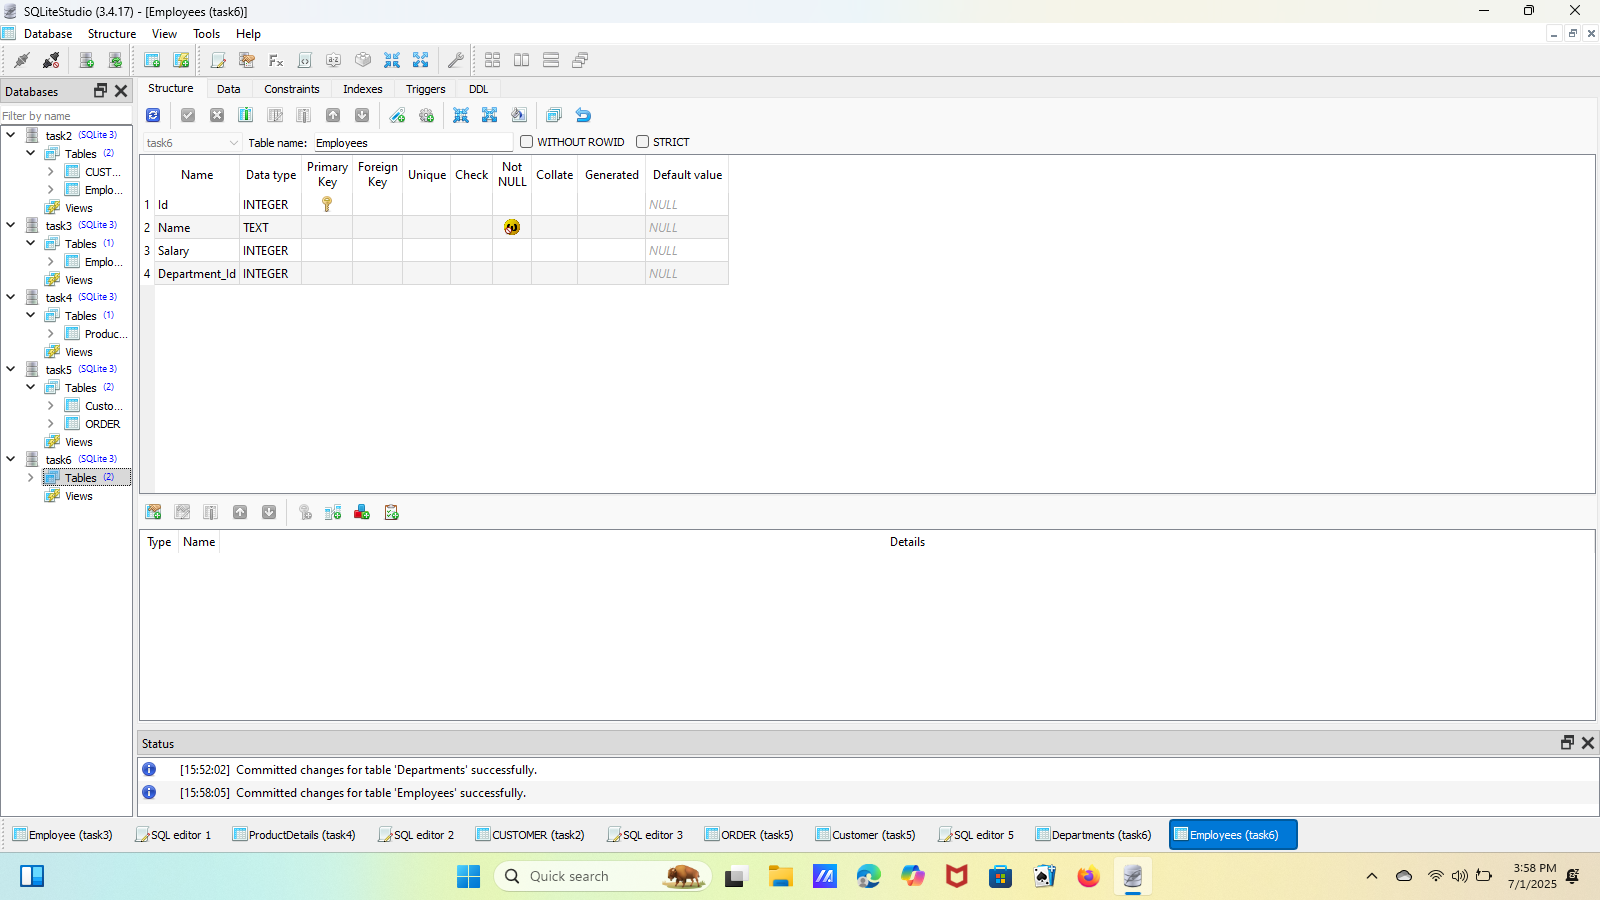 SQLiteStudio (3.4.17) - [Employees (task6)]
Database Structure View Tools Help
Databases
Filter by name
task2 (SQLite 3)
Tables (2)
CUST...
Emplo...
Views
task3 (SQLite 3)
Tables (1)
Emplo...
Views
task4 (SQLite 3)
Tables (1)
Produc...
Views
task5 (SQLite 3)
Tables (2)
Custo...
ORDER
Views
task6 (SQLite 3)
Tables (2)
Views
Structure Data Constraints Indexes Triggers DDL
task6 Table name: Employees WITHOUT ROWID STRICT
Name Data type Primary Key Foreign Key Unique Check Not NULL Collate Generated Default value
1 Id INTEGER NULL
2 Name TEXT NULL
3 Salary INTEGER NULL
4 Department_Id INTEGER NULL
Type Name Details
Status
[15:52:02] Committed changes for table 'Departments' successfully.
[15:58:05] Committed changes for table 'Employees' successfully.
Employee (task3) SQL editor 1 ProductDetails (task4) SQL editor 2 CUSTOMER (task2) SQL editor 3 ORDER (task5) Customer (task5) SQL editor 5 Departments (task6) Employees (task6)
Quick search
3:58 PM
7/1/2025